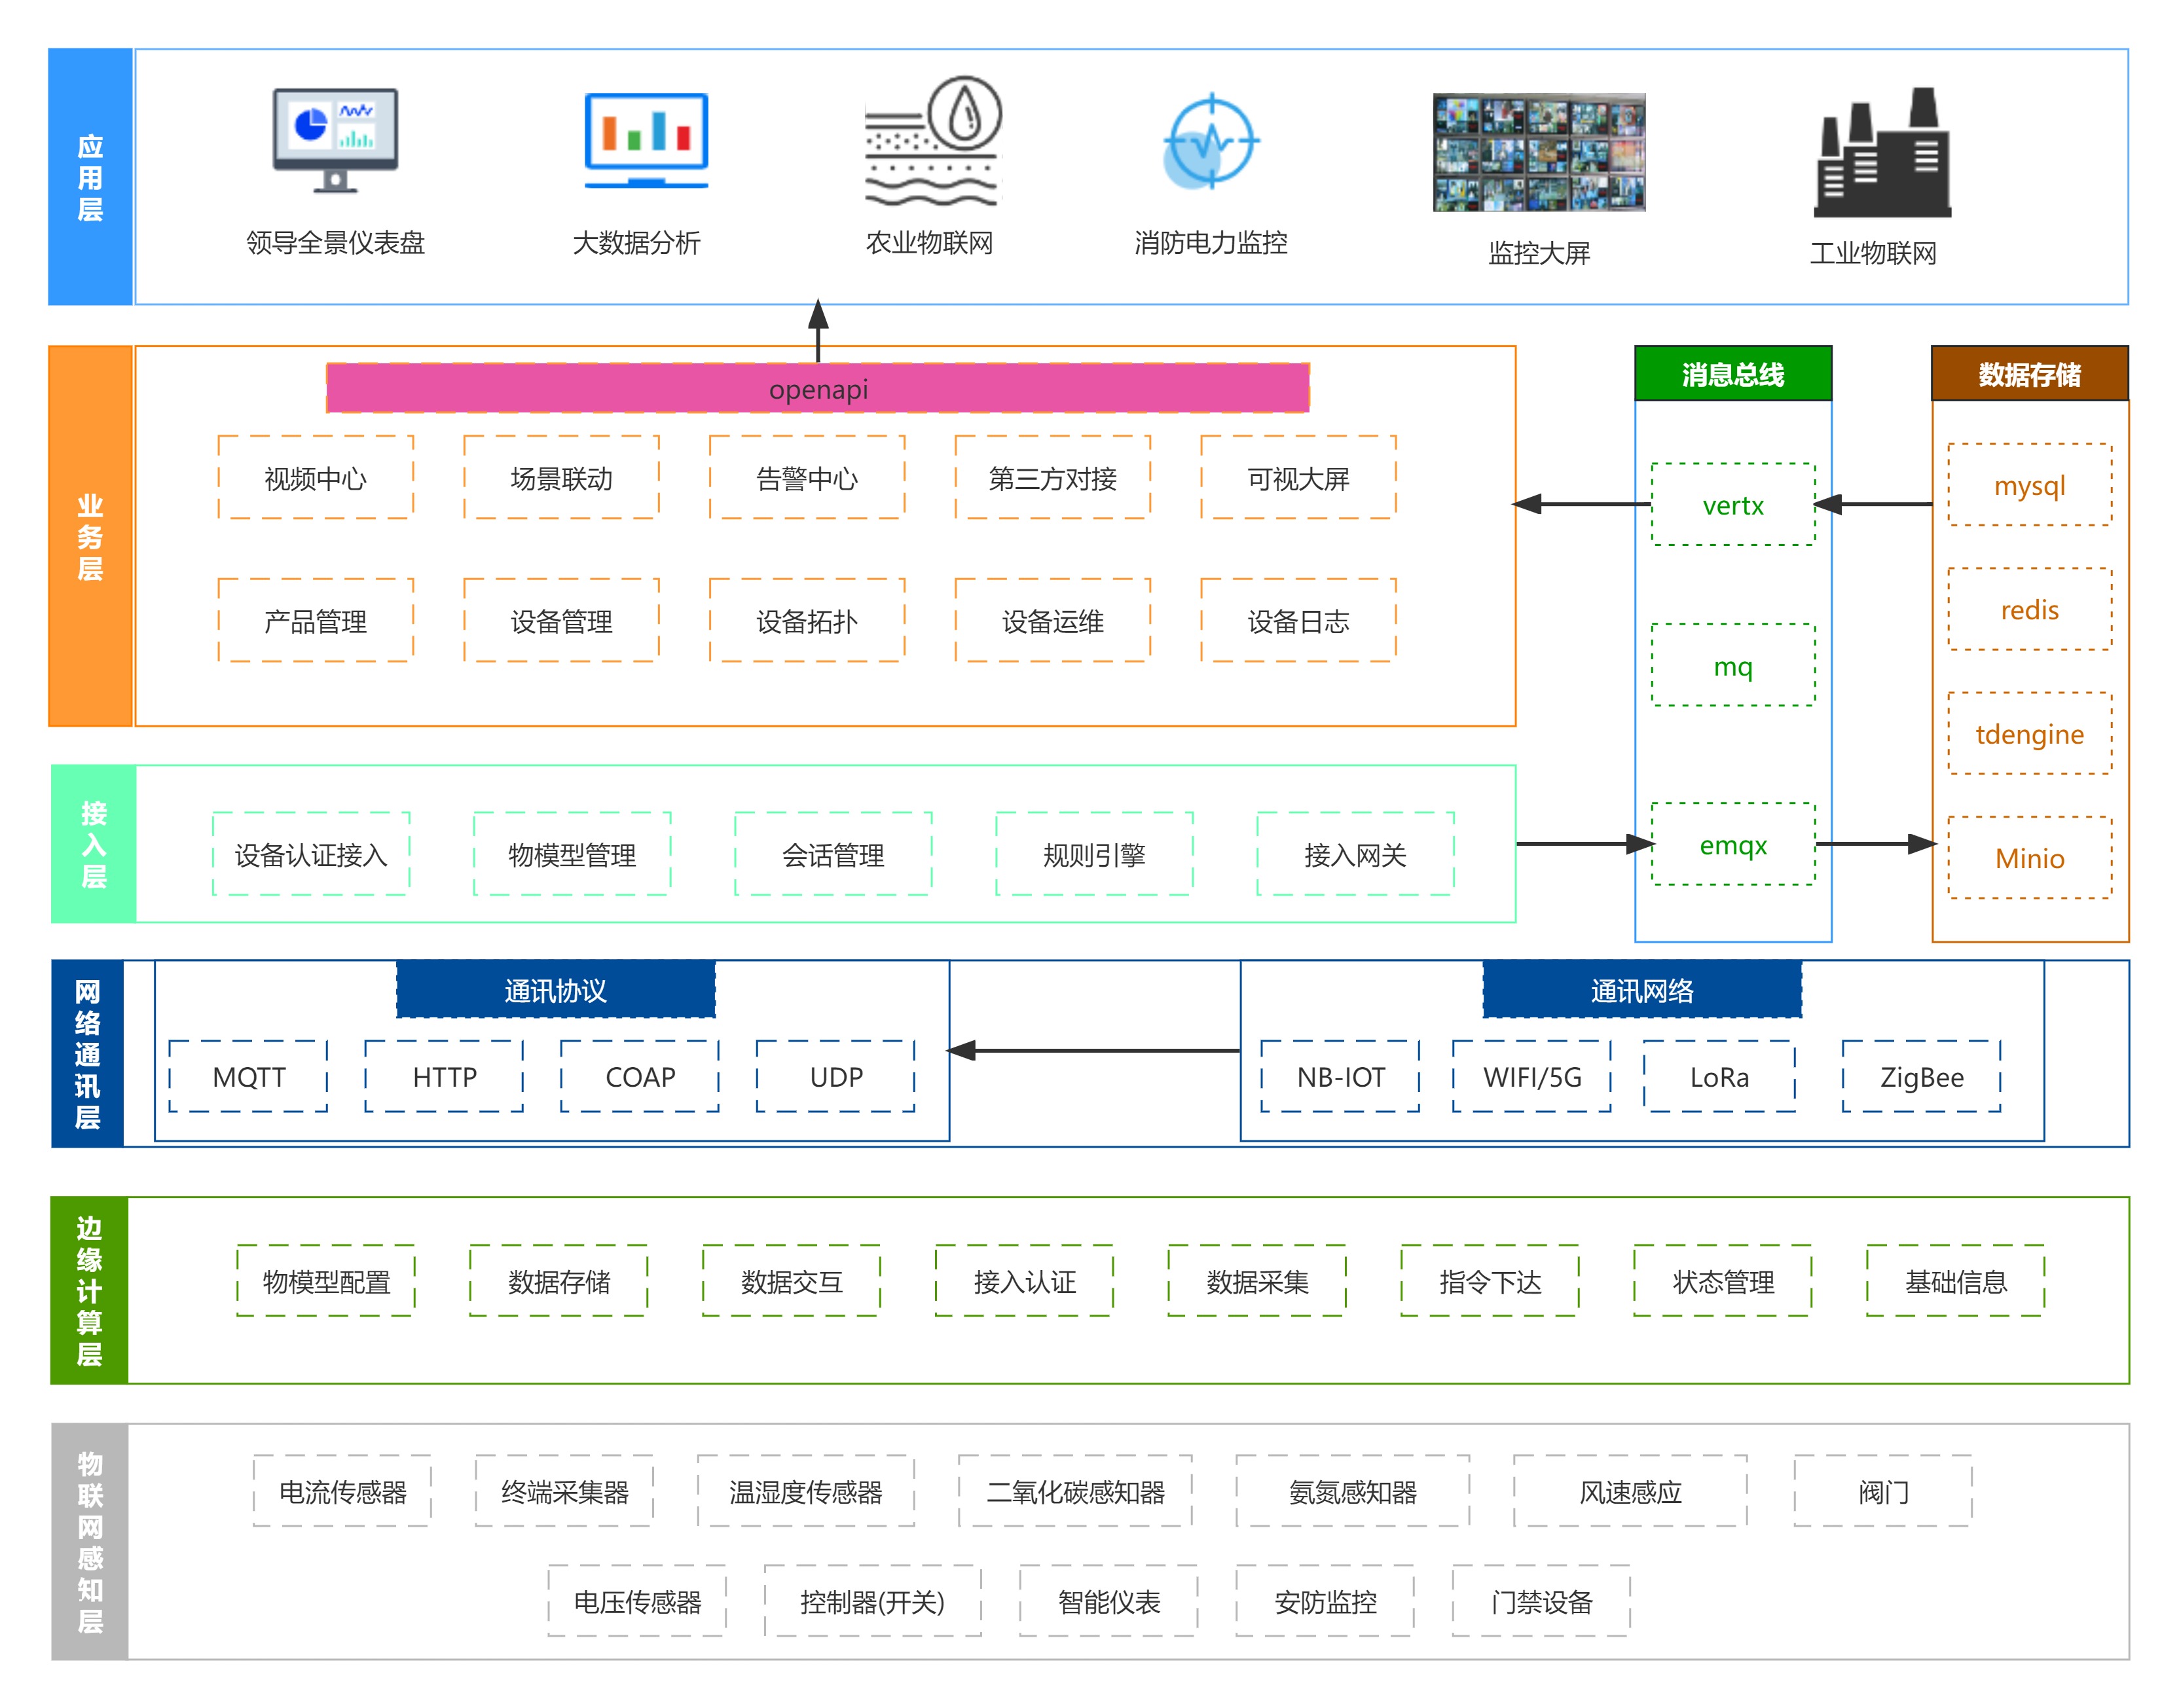 应用层
领导全景仪表盘
大数据分析
农业物联网
消防电力监控
监控大屏
工业物联网
业务层
openapi
视频中心
场景联动
告警中心
第三方对接
可视大屏
产品管理
设备管理
设备拓扑
设备运维
设备日志
消息总线
vertx
mq
emqx
数据存储
mysql
redis
tdengine
Minio
接入层
设备认证接入
物模型管理
会话管理
规则引擎
接入网关
网络通讯层
通讯协议
MQTT
HTTP
COAP
UDP
通讯网络
NB-IOT
WIFI/5G
LoRa
ZigBee
边缘计算层
物模型配置
数据存储
数据交互
接入认证
数据采集
指令下达
状态管理
基础信息
物联网感知层
电流传感器
终端采集器
温湿度传感器
二氧化碳感知器
氨氮感知器
风速感应
阀门
电压传感器
控制器(开关)
智能仪表
安防监控
门禁设备